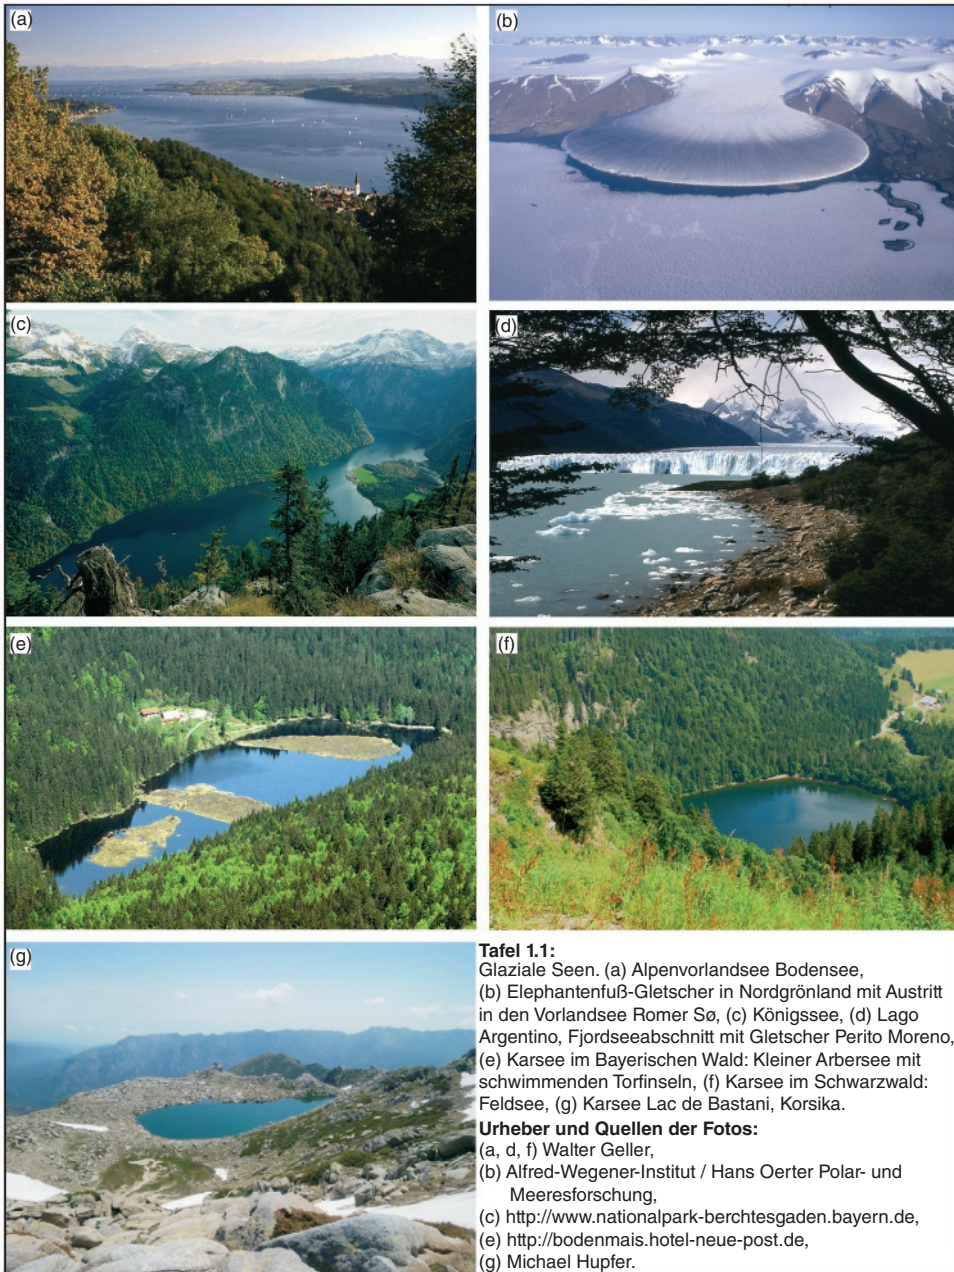 (a)
(b)
(c)
(d)
(e)
(f)
(g)
Tafel 1.1:
Glaziale Seen. (a) Alpenvorlandsee Bodensee,
(b) Elephantenfuß-Gletscher in Nordgrönland mit Austritt
in den Vorlandsee Romer Sø, (c) Königssee, (d) Lago
Argentino, Fjordseeabschnitt mit Gletscher Perito Moreno,
(e) Karsee im Bayerischen Wald: Kleiner Arbersee mit
schwimmenden Torfinseln, (f) Karsee im Schwarzwald:
Feldsee, (g) Karsee Lac de Bastani, Korsika.
Urheber und Quellen der Fotos:
(a, d, f) Walter Geller,
(b) Alfred-Wegener-Institut / Hans Oerter Polar- und
Meeresforschung,
(c) http://www.nationalpark-berchtesgaden.bayern.de,
(e) http://bodenmais.hotel-neue-post.de,
(g) Michael Hupfer.